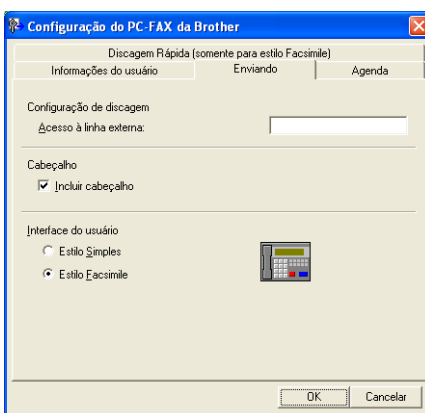 Configuração do PC-FAX da Brother
Discagem Rápida (somente para estilo Facsimile)
Informações do usuário Enviando Agenda
Configuração de discagem
Acesso à linha externa:
Cabeçalho
Incluir cabeçalho
Interface do usuário
Estilo Simples
Estilo Facsimile
OK Cancelar